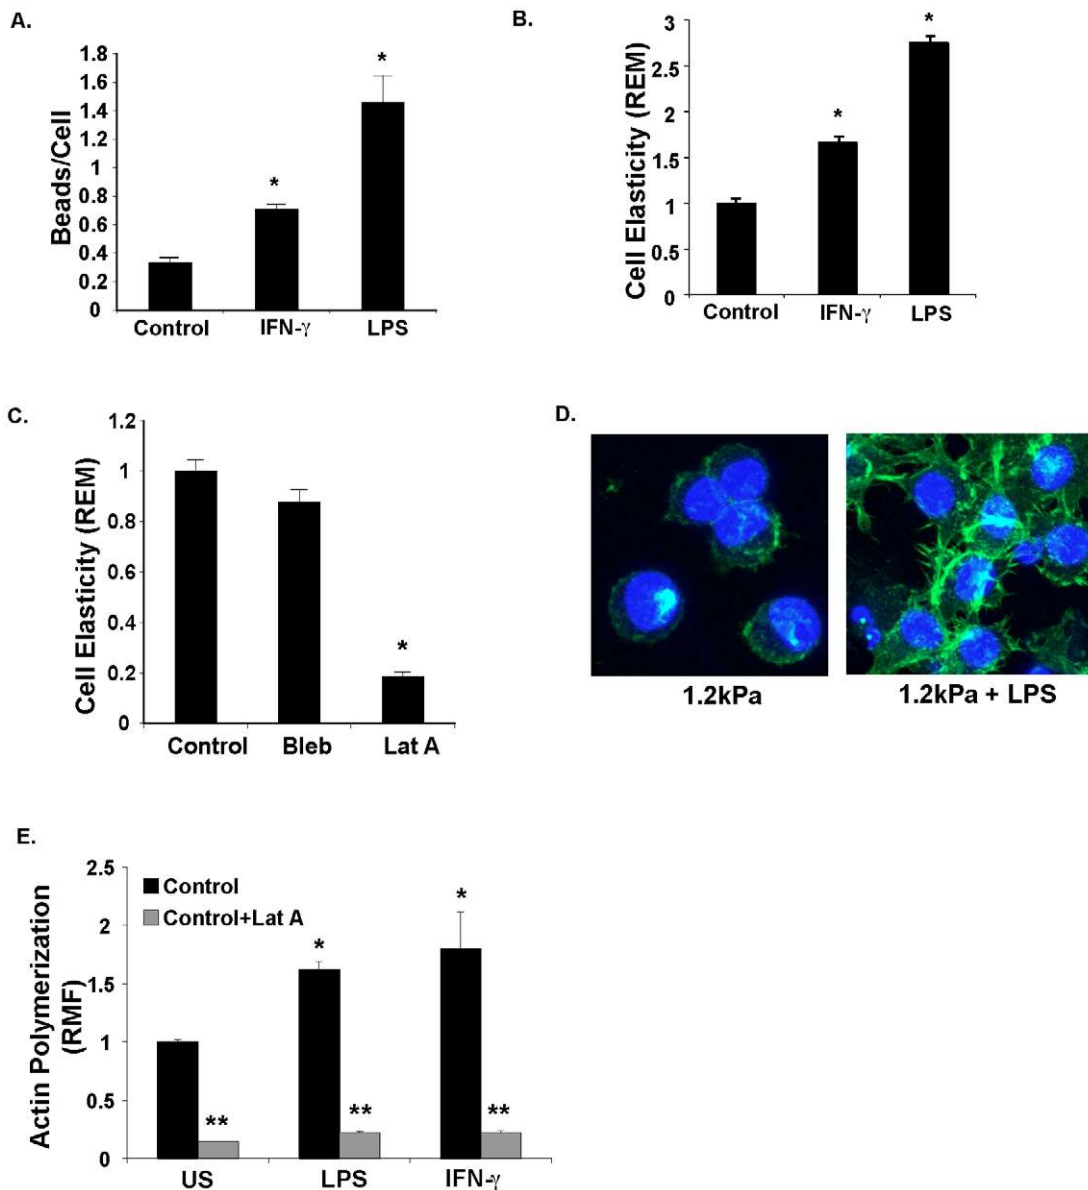 A.
Beads/Cell
1.8
1.6
1.4
1.2
1
0.8
0.6
0.4
0.2
0
*
*
Control
IFN-γ
LPS
B.
Cell Elasticity (REM)
3
2.5
2
1.5
1
0.5
0
*
*
Control
IFN-γ
LPS
C.
Cell Elasticity (REM)
1.2
1
0.8
0.6
0.4
0.2
0
*
Control
Bleb
Lat A
D.
1.2kPa
1.2kPa + LPS
E.
Actin Polymerization
(RMF)
2.5
2
1.5
1
0.5
0
Control
Control+Lat A
*
*
**
**
**
US
LPS
IFN-γ